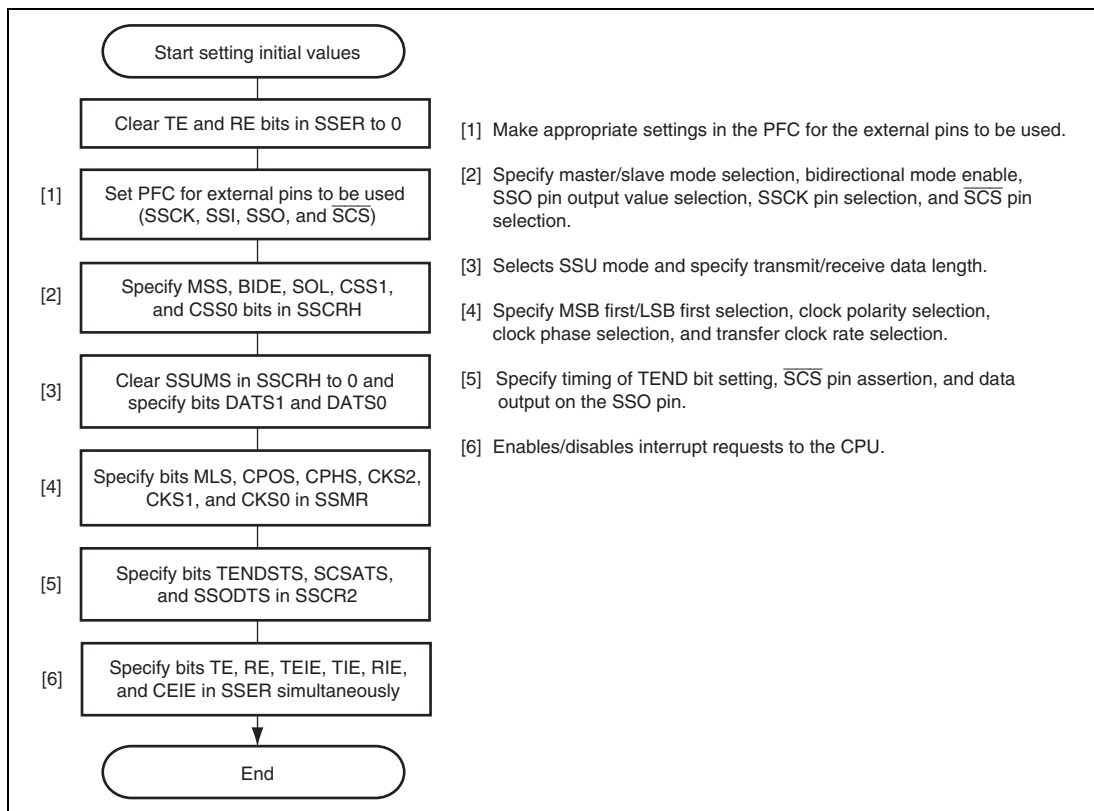 Start setting initial values
Clear TE and RE bits in SSER to 0
[1]
Set PFC for external pins to be used
(SSCK, SSI, SSO, and SCS)
[2]
Specify MSS, BIDE, SOL, CSS1,
and CSS0 bits in SSCRH
[3]
Clear SSUMS in SSCRH to 0 and
specify bits DATS1 and DATS0
[4]
Specify bits MLS, CPOS, CPHS, CKS2,
CKS1, and CKS0 in SSMR
[5]
Specify bits TENDSTS, SCSATS,
and SSODTS in SSCR2
[6]
Specify bits TE, RE, TEIE, TIE, RIE,
and CEIE in SSER simultaneously
End
[1] Make appropriate settings in the PFC for the external pins to be used.
[2] Specify master/slave mode selection, bidirectional mode enable,
SSO pin output value selection, SSCK pin selection, and SCS pin
selection.
[3] Selects SSU mode and specify transmit/receive data length.
[4] Specify MSB first/LSB first selection, clock polarity selection,
clock phase selection, and transfer clock rate selection.
[5] Specify timing of TEND bit setting, SCS pin assertion, and data
output on the SSO pin.
[6] Enables/disables interrupt requests to the CPU.